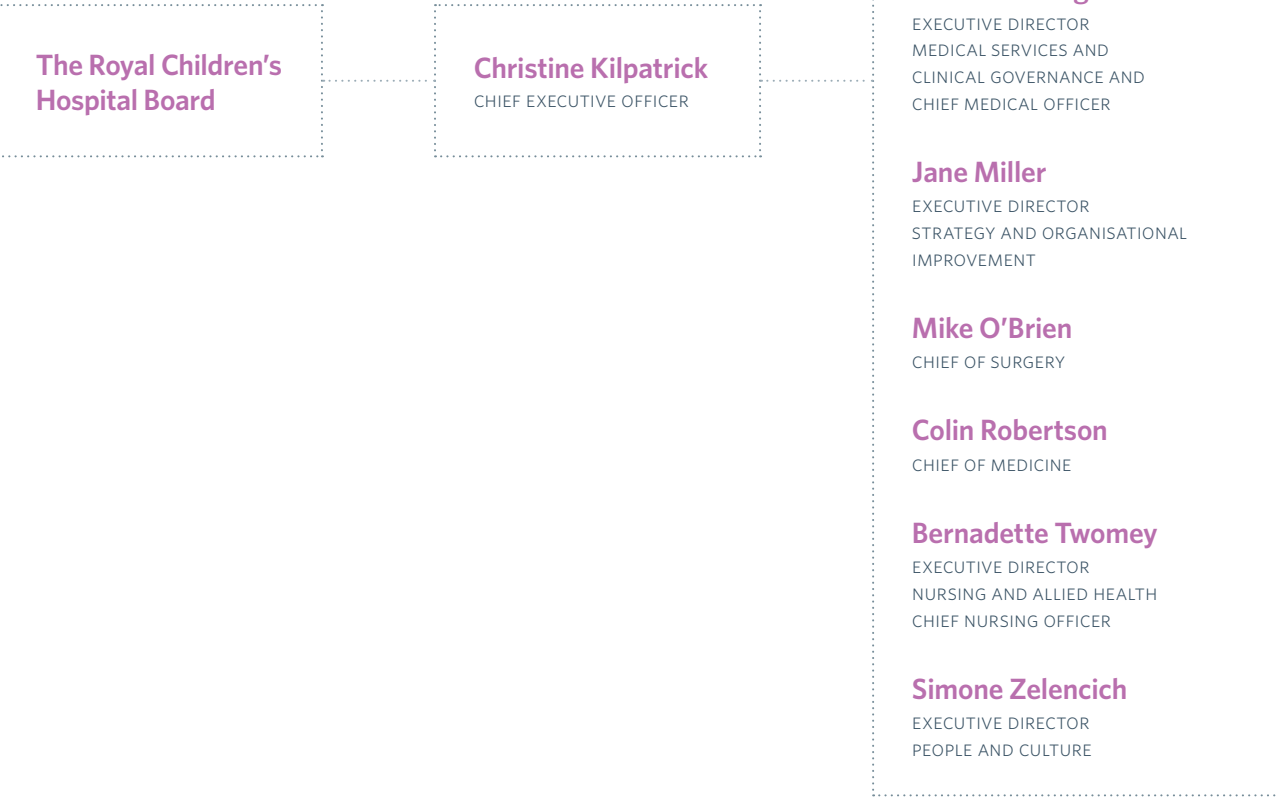 The Royal Children's
Hospital Board
Christine Kilpatrick
CHIEF EXECUTIVE OFFICER
EXECUTIVE DIRECTOR
MEDICAL SERVICES AND
CLINICAL GOVERNANCE AND
CHIEF MEDICAL OFFICER
Jane Miller
EXECUTIVE DIRECTOR
STRATEGY AND ORGANISATIONAL
IMPROVEMENT
Mike O'Brien
CHIEF OF SURGERY
Colin Robertson
CHIEF OF MEDICINE
Bernadette Twomey
EXECUTIVE DIRECTOR
NURSING AND ALLIED HEALTH
CHIEF NURSING OFFICER
Simone Zelencich
EXECUTIVE DIRECTOR
PEOPLE AND CULTURE